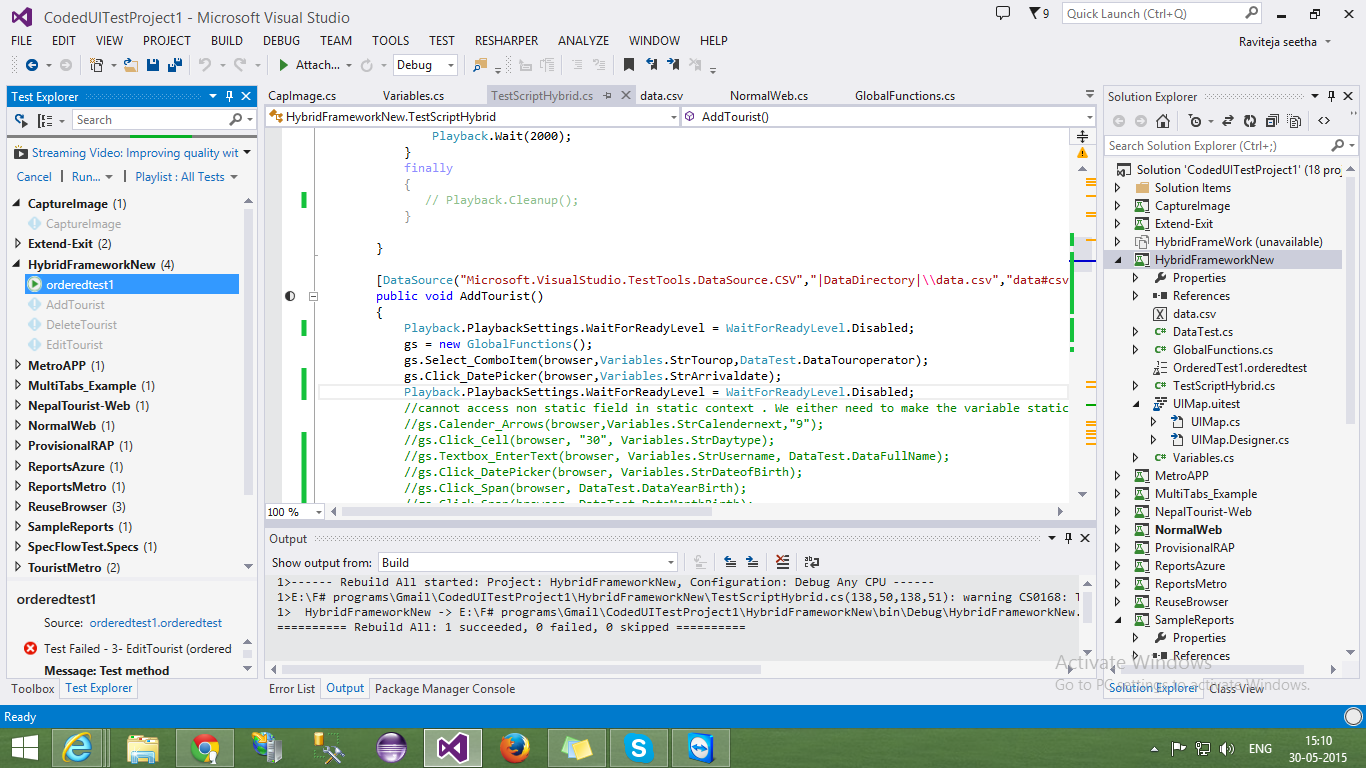 CodedUITestProject1 - Microsoft Visual Studio
9
Quick Launch (Ctrl+Q)
FILE EDIT VIEW PROJECT BUILD DEBUG TEAM TOOLS TEST RESHARPER ANALYZE WINDOW HELP
Raviteja seetha
Attach...
Debug
Test Explorer
Search
Streaming Video: Improving quality wit
Cancel Run... Playlist : All Tests
CaptureImage (1)
CaptureImage
Extend-Exit (2)
HybridFrameworkNew (4)
orderedtest1
AddTourist
DeleteTourist
EditTourist
MetroAPP (1)
MultiTabs_Example (1)
NepalTourist-Web (1)
NormalWeb (1)
ProvisionalRAP (1)
ReportsAzure (1)
ReportsMetro (1)
ReuseBrowser (3)
SampleReports (1)
SpecFlowTest.Specs (1)
TouristMetro (2)
orderedtest1
Source: orderedtest1.orderedtest
Test Failed - 3- EditTourist (ordered
Message: Test method
Toolbox Test Explorer
CapImage.cs Variables.cs TestScriptHybrid.cs data.csv NormalWeb.cs GlobalFunctions.cs
HybridFrameworkNew.TestScriptHybrid
AddTourist()
Playback.Wait(2000);
}
finally
{
// Playback.Cleanup();
}
}
[DataSource("Microsoft.VisualStudio.TestTools.DataSource.CSV","|DataDirectory|\\data.csv","data#csv
public void AddTourist()
{
Playback.PlaybackSettings.WaitForReadyLevel = WaitForReadyLevel.Disabled;
gs = new GlobalFunctions();
gs.Select_ComboItem(browser,Variables.StrTourop,DataTest.DataTouroperator);
gs.Click_DatePicker(browser,Variables.StrArrivaldate);
Playback.PlaybackSettings.WaitForReadyLevel = WaitForReadyLevel.Disabled;
//cannot access non static field in static context . We either need to make the variable static
//gs.Calender_Arrows(browser,Variables.StrCalendernext,"9");
//gs.Click_Cell(browser, "30", Variables.StrDaytype);
//gs.Textbox_EnterText(browser, Variables.StrUsername, DataTest.DataFullName);
//gs.Click_DatePicker(browser, Variables.StrDateofBirth);
//gs.Click_Span(browser, DataTest.DataYearBirth);
//gs.Click_Span(browser, DataTest.DataMonthBirth);
100 %
Output
Show output from: Build
1>------ Rebuild All started: Project: HybridFrameworkNew, Configuration: Debug Any CPU ------
1>E:\F# programs\Gmail\CodedUITestProject1\HybridFrameworkNew\TestScriptHybrid.cs(138,50,138,51): warning CS0168:
1> HybridFrameworkNew -> E:\F# programs\Gmail\CodedUITestProject1\HybridFrameworkNew\bin\Debug\HybridFrameworkNew.
========== Rebuild All: 1 succeeded, 0 failed, 0 skipped ==========
Error List Output Package Manager Console
Solution Explorer
Search Solution Explorer (Ctrl+;)
Solution 'CodedUITestProject1' (18 proj
Solution Items
CaptureImage
Extend-Exit
HybridFrameWork (unavailable)
HybridFrameworkNew
Properties
References
data.csv
DataTest.cs
GlobalFunctions.cs
OrderedTest1.orderedtest
TestScriptHybrid.cs
UIMap.uitest
UIMap.cs
UIMap.Designer.cs
Variables.cs
MetroAPP
MultiTabs_Example
NepalTourist-Web
NormalWeb
ProvisionalRAP
ReportsAzure
ReportsMetro
ReuseBrowser
SampleReports
Properties
References
Activate Windows
Go to PC settings to activate Windows.
Solution Explorer Class View
Ready
ENG
15:10
30-05-2015